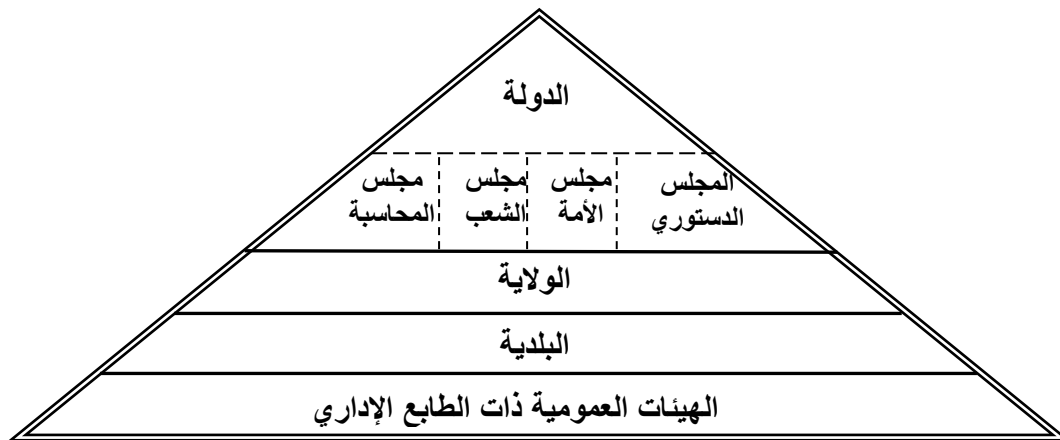 الدولة
المجلس
الدستوري
مجلس
الأمة
مجلس
الشعب
مجلس
المحاسبة
الولاية
البلدية
الهيئات العمومية ذات الطابع الإداري